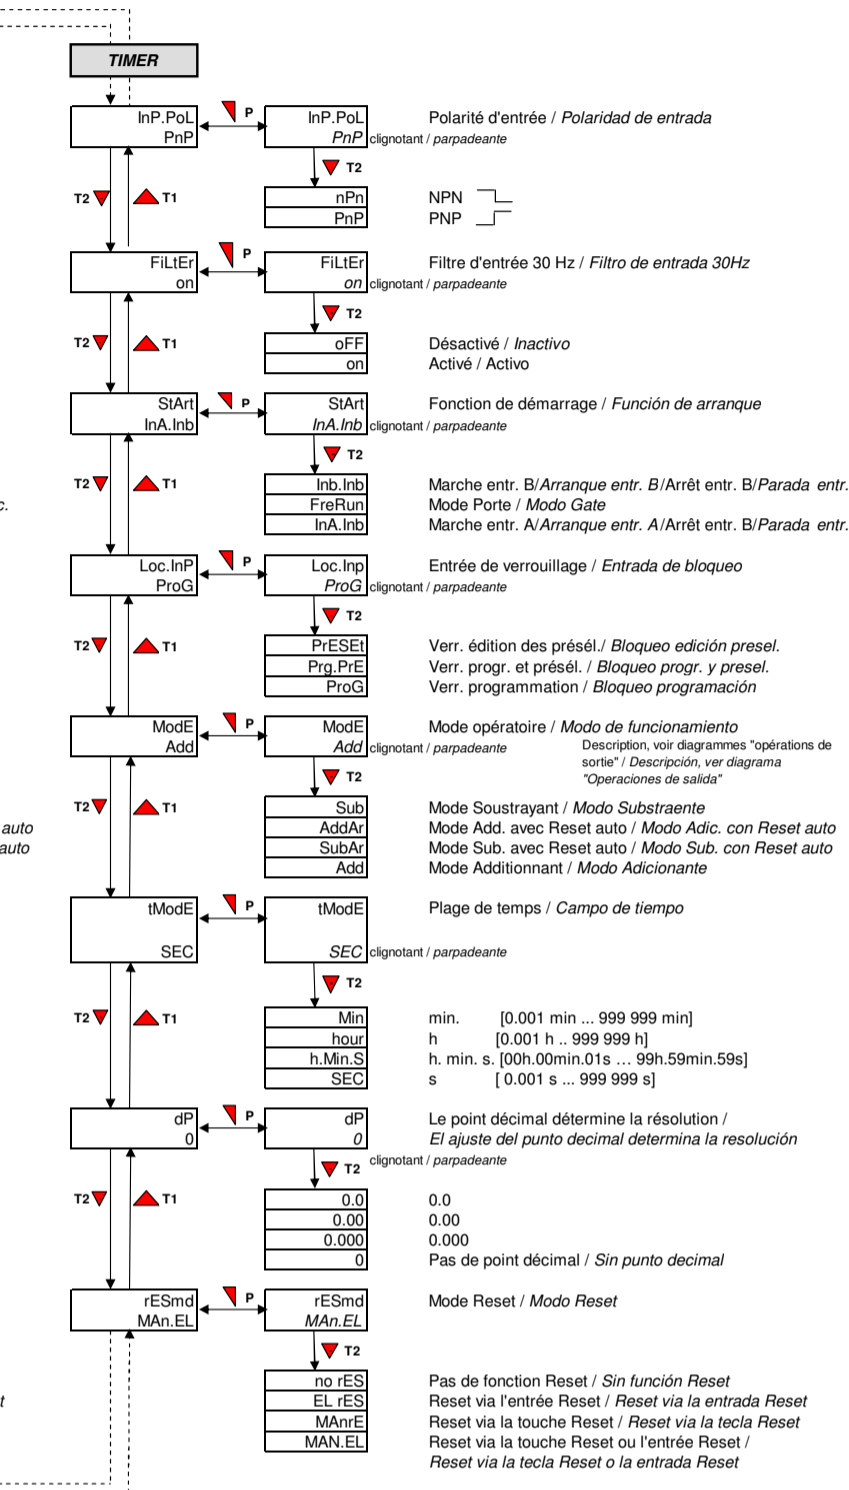 TIMER
InP.PoL
PnP
P
InP.PoL
PnP
clignotant / parpadeante
Polarité d'entrée / Polaridad de entrada
T2
T2
T1
nPn
PnP
NPN
PNP
FiLtEr
on
P
FiLtEr
on
clignotant / parpadeante
Filtre d'entrée 30 Hz / Filtro de entrada 30Hz
T2
T2
T1
oFF
on
Désactivé / Inactivo
Activé / Activo
StArt
InA.Inb
P
StArt
InA.Inb
clignotant / parpadeante
Fonction de démarrage / Función de arranque
T2
T2
T1
Inb.Inb
FreRun
InA.Inb
Marche entr. B/Arranque entr. B/Arrêt entr. B/Parada entr.
Mode Porte / Modo Gate
Marche entr. A/Arranque entr. A/Arrêt entr. B/Parada entr.
c.
Loc.InP
ProG
P
Loc.Inp
ProG
clignotant / parpadeante
Entrée de verrouillage / Entrada de bloqueo
T2
T2
T1
PrESEt
Prg.PrE
ProG
Verr. édition des présél./ Bloqueo edición presel.
Verr. progr. et présél. / Bloqueo progr. y presel.
Verr. programmation / Bloqueo programación
ModE
Add
P
ModE
Add
clignotant / parpadeante
Mode opératoire / Modo de funcionamiento
Description, voir diagrammes "opérations de
sortie" / Descripción, ver diagrama
"Operaciones de salida"
T2
T2
T1
Sub
AddAr
SubAr
Add
Mode Soustrayant / Modo Substraente
Mode Add. avec Reset auto / Modo Adic. con Reset auto
Mode Sub. avec Reset auto / Modo Sub. con Reset auto
Mode Additionnant / Modo Adicionante
auto
auto
tModE
SEC
P
tModE
SEC
clignotant / parpadeante
Plage de temps / Campo de tiempo
T2
T2
T1
Min
hour
h.Min.S
SEC
min. [0.001 min ... 999 999 min]
h [0.001 h .. 999 999 h]
h. min. s. [00h.00min.01s … 99h.59min.59s]
s [ 0.001 s ... 999 999 s]
dP
0
P
dP
0
Le point décimal détermine la résolution /
El ajuste del punto decimal determina la resolución
clignotant / parpadeante
T2
T2
T1
0.0
0.00
0.000
0
0.0
0.00
0.000
Pas de point décimal / Sin punto decimal
rESmd
MAn.EL
P
rESmd
MAn.EL
Mode Reset / Modo Reset
T2
no rES
EL rES
MAnrE
MAN.EL
Pas de fonction Reset / Sin función Reset
Reset via l'entrée Reset / Reset via la entrada Reset
Reset via la touche Reset / Reset via la tecla Reset
Reset via la touche Reset ou l'entrée Reset /
Reset via la tecla Reset o la entrada Reset
t